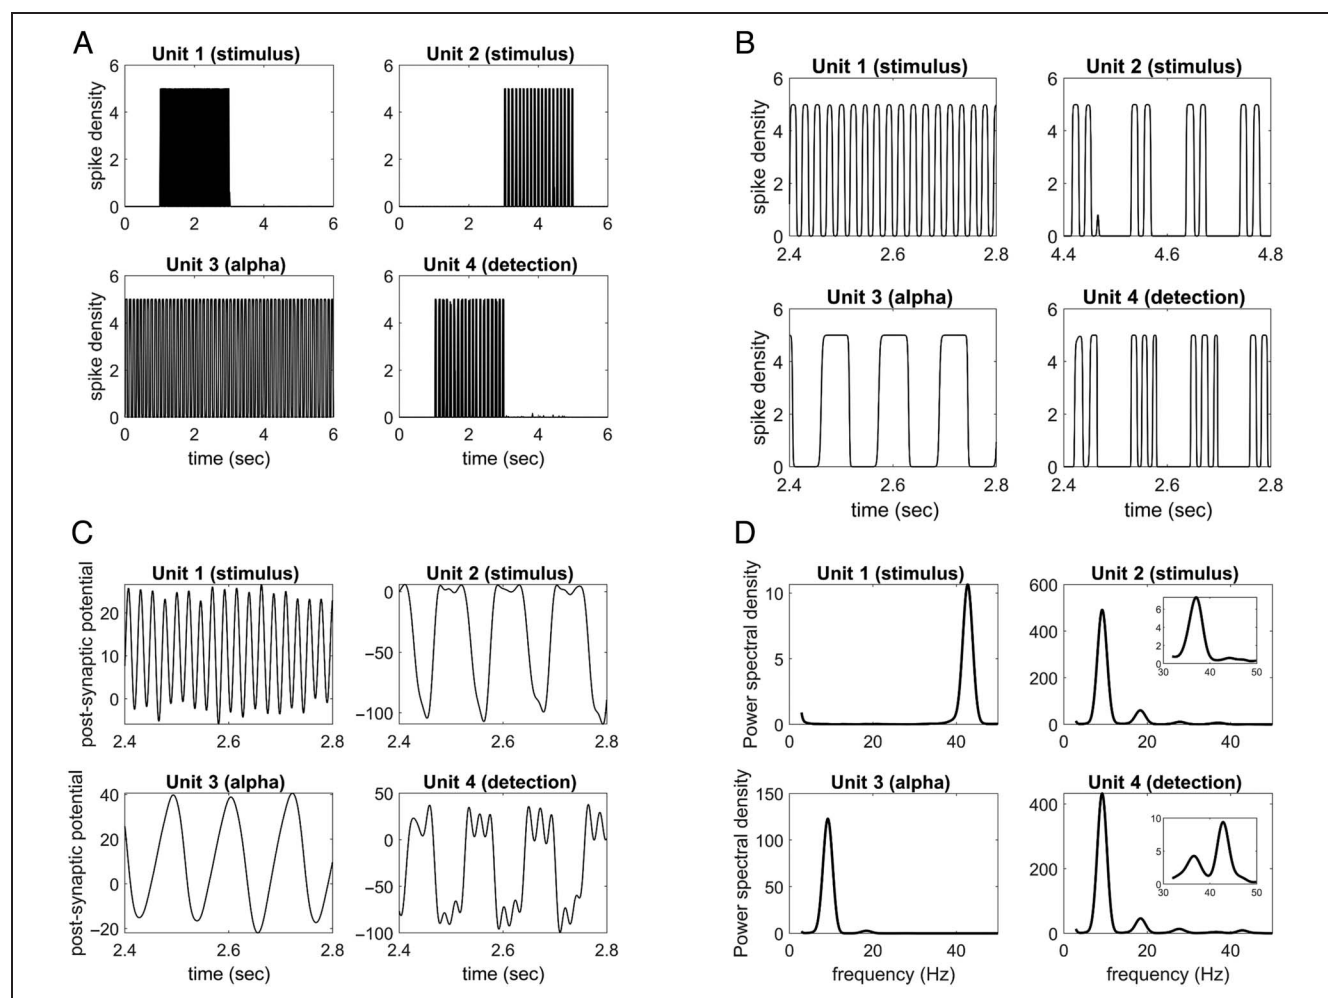 A
Unit 1 (stimulus)
spike density
6
4
2
0
0 2 4 6
Unit 2 (stimulus)
6
4
2
0
0 2 4 6
Unit 3 (alpha)
spike density
6
4
2
0
0 2 4 6
time (sec)
Unit 4 (detection)
6
4
2
0
0 2 4 6
time (sec)
B
Unit 1 (stimulus)
spike density
6
4
2
0
2.4 2.6 2.8
Unit 2 (stimulus)
6
4
2
0
4.4 4.6 4.8
Unit 3 (alpha)
spike density
6
4
2
0
2.4 2.6 2.8
time (sec)
Unit 4 (detection)
6
4
2
0
2.4 2.6 2.8
time (sec)
C
Unit 1 (stimulus)
post-synaptic potential
20
10
0
2.4 2.6 2.8
Unit 2 (stimulus)
0
−50
−100
2.4 2.6 2.8
Unit 3 (alpha)
post-synaptic potential
40
20
0
−20
2.4 2.6 2.8
time (sec)
Unit 4 (detection)
50
0
−50
−100
2.4 2.6 2.8
time (sec)
D
Unit 1 (stimulus)
Power spectral density
10
5
0
0 20 40
Unit 2 (stimulus)
600
400
200
0
0 20 40
6
4
2
0
30 40 50
Unit 3 (alpha)
Power spectral density
150
100
50
0
0 20 40
frequency (Hz)
Unit 4 (detection)
400
200
0
0 20 40
10
5
0
30 40 50
frequency (Hz)